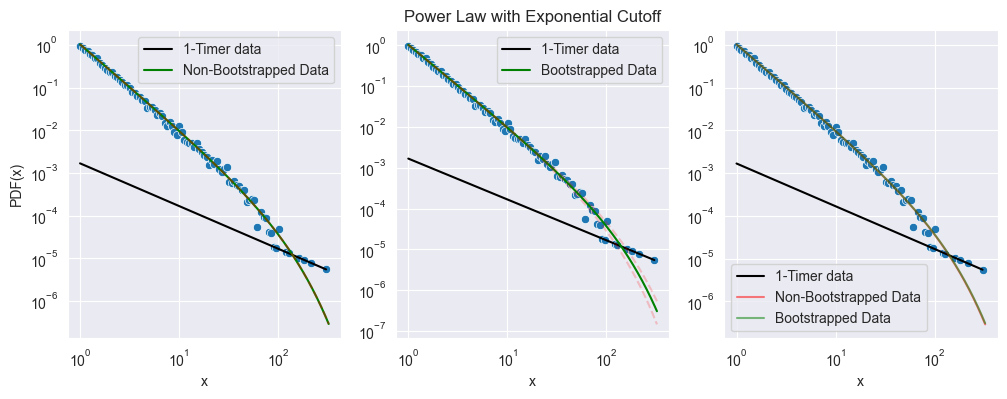 Power Law with Exponential Cutoff
PDF(x)
10⁰
10⁻¹
10⁻²
10⁻³
10⁻⁴
10⁻⁵
10⁻⁶
1-Timer data
Non-Bootstrapped Data
10⁰ 10¹ 10²
x
10⁰
10⁻¹
10⁻²
10⁻³
10⁻⁴
10⁻⁵
10⁻⁶
10⁻⁷
1-Timer data
Bootstrapped Data
10⁰ 10¹ 10²
x
10⁰
10⁻¹
10⁻²
10⁻³
10⁻⁴
10⁻⁵
10⁻⁶
1-Timer data
Non-Bootstrapped Data
Bootstrapped Data
10⁰ 10¹ 10²
x